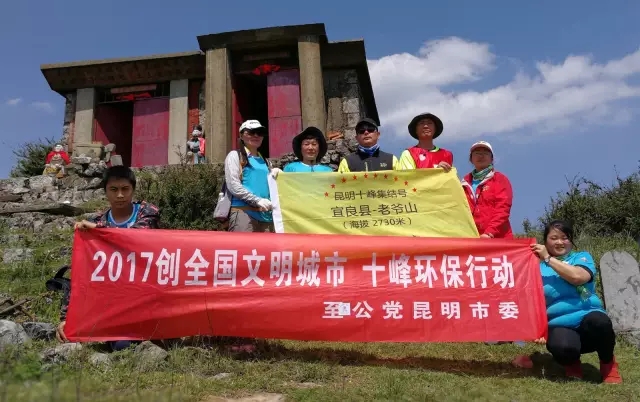 昆明十峰集结号
宜良县-老爷山
（海拔 2730米）
2017创全国文明城市 十峰环保行动
至公党昆明市委